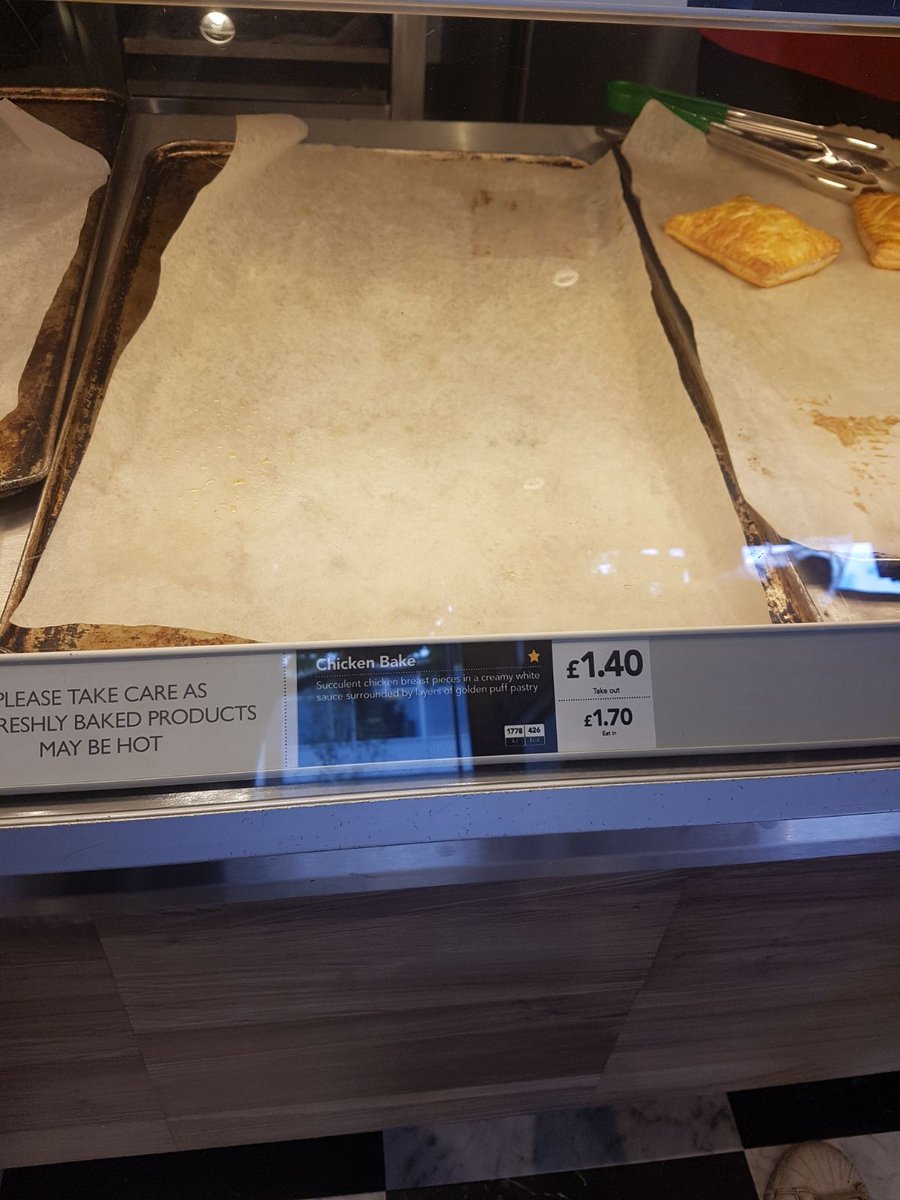 PLEASE TAKE CARE AS
RESHLY BAKED PRODUCTS
MAY BE HOT
Chicken Bake
Succulent chicken breast pieces in a creamy white
sauce surrounded by layers of golden puff pastry
1778 426
£1.40
Take out
£1.70
Eat in